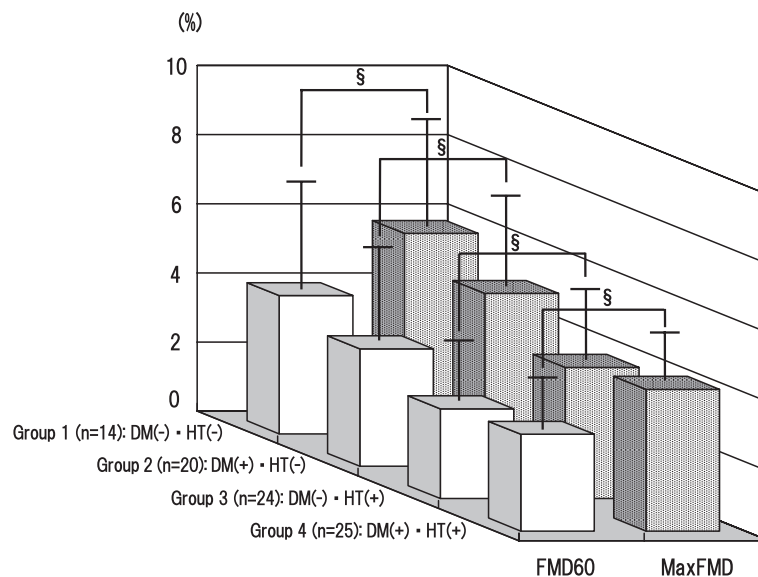 (%)
10
8
6
4
2
0
§
§
§
§
Group 1 (n=14): DM(-)・HT(-)
Group 2 (n=20): DM(+)・HT(-)
Group 3 (n=24): DM(-)・HT(+)
Group 4 (n=25): DM(+)・HT(+)
FMD60 MaxFMD